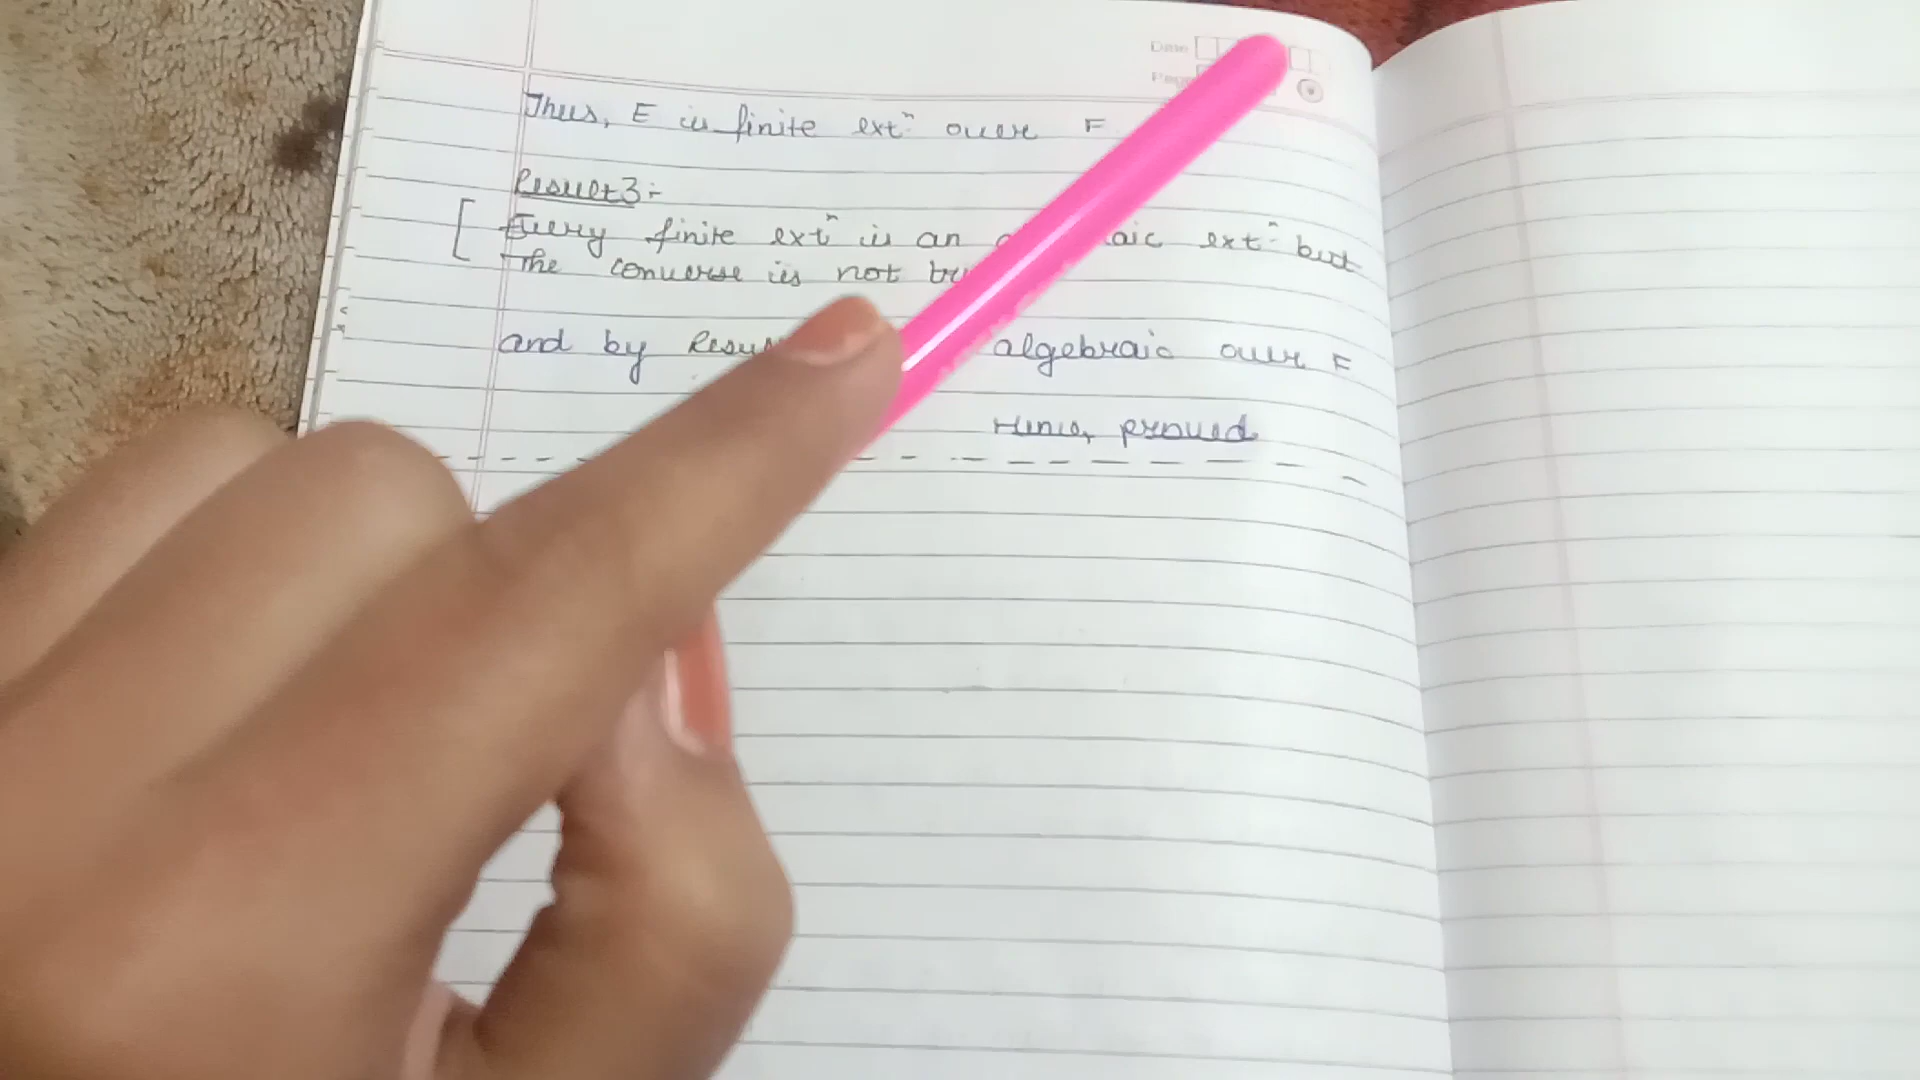 Date
Page
Thus, E is finite extⁿ over F
Result 3:-
[ Every finite extⁿ is an aic extⁿ but
the converse is not
and by algebraic over F
Hence, proved